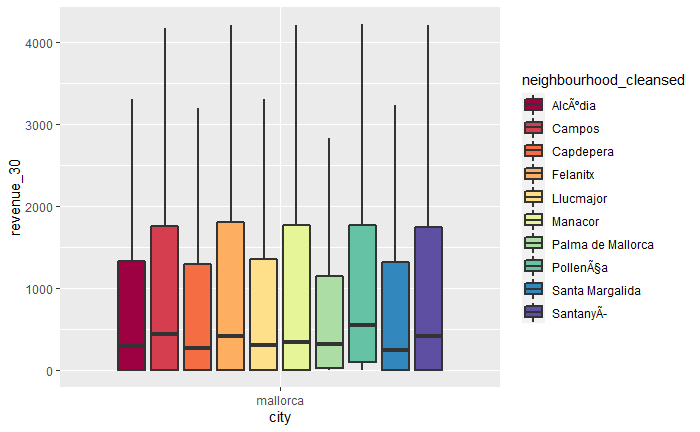 4000
3000
2000
1000
0
revenue_30
mallorca
city
neighbourhood_cleansed
AlcÃºdia
Campos
Capdepera
Felanitx
Llucmajor
Manacor
Palma de Mallorca
PollenÃ§a
Santa Margalida
SantanyÃ-